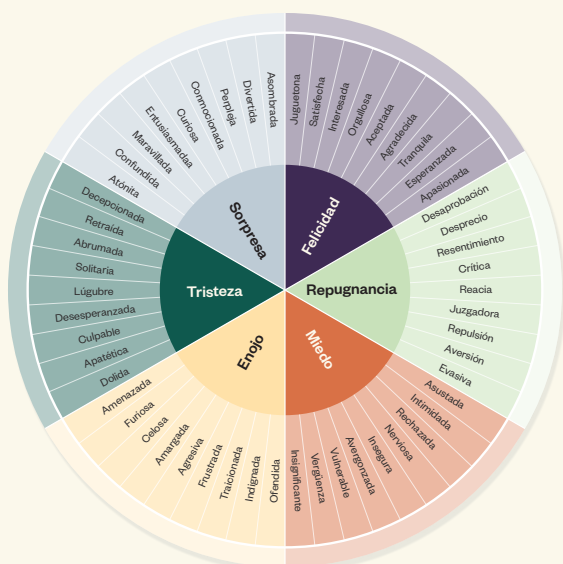 Felicidad
Juguetona
Satisfecha
Interesada
Orgullosa
Aceptada
Agradecida
Tranquila
Esperanzada
Apasionada
Repugnancia
Desaprobación
Desprecio
Resentimiento
Crítica
Reacia
Juzgadora
Repulsión
Aversión
Evasiva
Miedo
Asustada
Intimidada
Rechazada
Nerviosa
Insegura
Avergonzada
Vulnerable
Vergüenza
Insignificante
Enojo
Ofendida
Indignada
Traicionada
Frustrada
Agresiva
Amargada
Celosa
Furiosa
Amenazada
Tristeza
Dolida
Apatética
Culpable
Desesperanzada
Lúgubre
Solitaria
Abrumada
Retraída
Decepcionada
Sorpresa
Atónita
Confundida
Maravillada
Entusiasmadaa
Curiosa
Conmocionada
Perpleja
Divertida
Asombrada